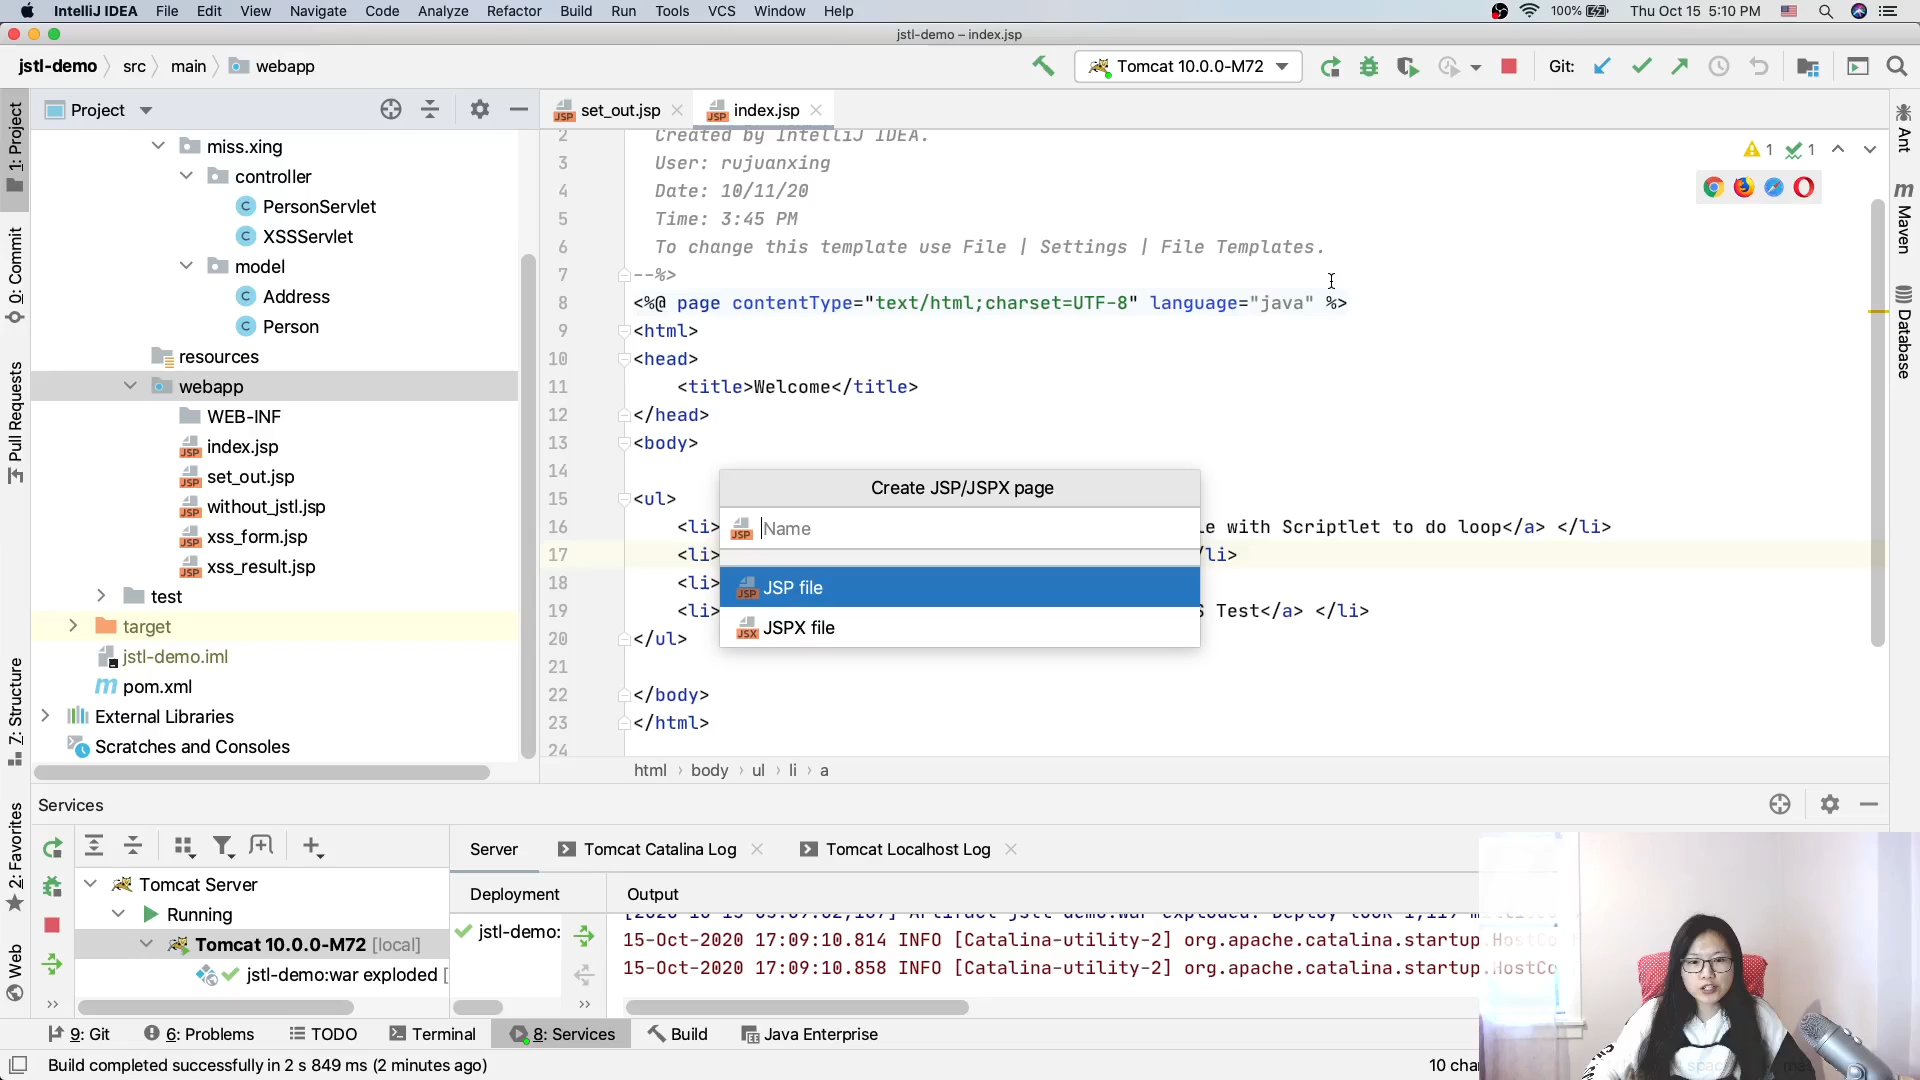 IntelliJ IDEA File Edit View Navigate Code Analyze Refactor Build Run Tools VCS Window Help 100% Thu Oct 15 5:10 PM
jstl-demo – index.jsp
jstl-demo src main webapp Tomcat 10.0.0-M72 Git:
Project
set_out.jsp index.jsp
1: Project
0: Commit
Pull Requests
7: Structure
2: Favorites
Web
miss.xing
controller
PersonServlet
XSSServlet
model
Address
Person
resources
webapp
WEB-INF
index.jsp
set_out.jsp
without_jstl.jsp
xss_form.jsp
xss_result.jsp
test
target
jstl-demo.iml
pom.xml
External Libraries
Scratches and Consoles
2 Created by IntelliJ IDEA.
3 User: rujuanxing
4 Date: 10/11/20
5 Time: 3:45 PM
6 To change this template use File | Settings | File Templates.
7 --%>
8 <%@ page contentType="text/html;charset=UTF-8" language="java" %>
9 <html>
10 <head>
11 <title>Welcome</title>
12 </head>
13 <body>
14
15 <ul>
16 <li> le with Scriptlet to do loop</a> </li>
17 <li> /li>
18 <li>
19 <li> S Test</a> </li>
20 </ul>
21
22 </body>
23 </html>
24
1 1
Create JSP/JSPX page
Name
JSP file
JSPX file
html body ul li a
Ant
Maven
Database
Services
Server Tomcat Catalina Log Tomcat Localhost Log
Tomcat Server
Running
Tomcat 10.0.0-M72 [local]
jstl-demo:war exploded [
Deployment
jstl-demo:
Output
15-Oct-2020 17:09:10.814 INFO [Catalina-utility-2] org.apache.catalina.startup.HostCo
15-Oct-2020 17:09:10.858 INFO [Catalina-utility-2] org.apache.catalina.startup.HostCo
9: Git 6: Problems TODO Terminal 8: Services Build Java Enterprise
Build completed successfully in 2 s 849 ms (2 minutes ago)
10 cha